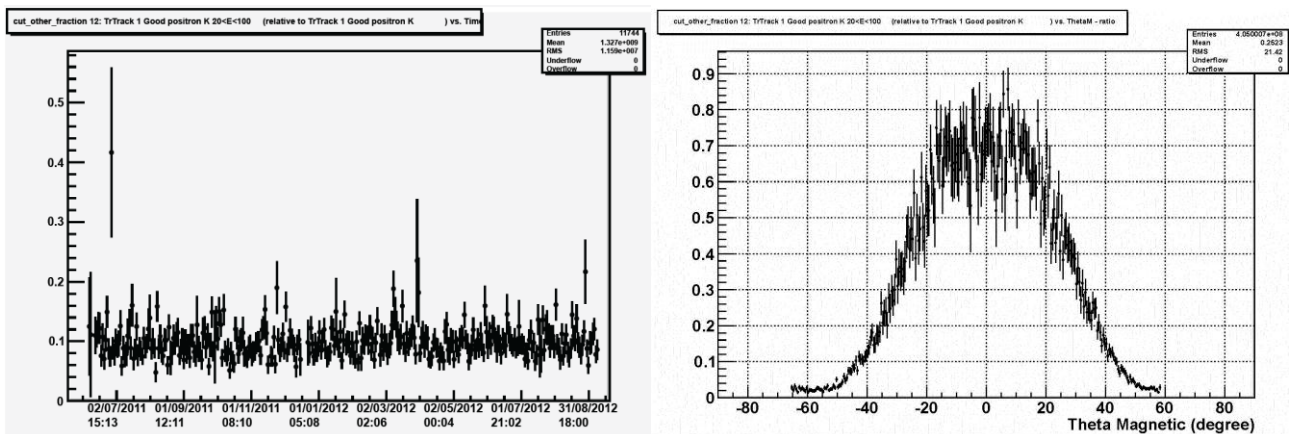 cut_other_fraction 12: TrTrack 1 Good positron K 20<E<100 (relative to TrTrack 1 Good positron K ) vs. Time
Entries 11744
Mean 1.327e+009
RMS 1.159e+007
Underflow 0
Overflow 0
0.5
0.4
0.3
0.2
0.1
0
02/07/2011 01/09/2011 01/11/2011 01/01/2012 02/03/2012 02/05/2012 01/07/2012 31/08/2012
15:13 12:11 08:10 05:08 02:06 00:04 21:02 18:00
cut_other_fraction 12: TrTrack 1 Good positron K 20<E<100 (relative to TrTrack 1 Good positron K ) vs. ThetaM - ratio
Entries 4.050007e+08
Mean 0.2523
RMS 21.42
Underflow 0
Overflow 0
0.9
0.8
0.7
0.6
0.5
0.4
0.3
0.2
0.1
0
-80 -60 -40 -20 0 20 40 60 80
Theta Magnetic (degree)